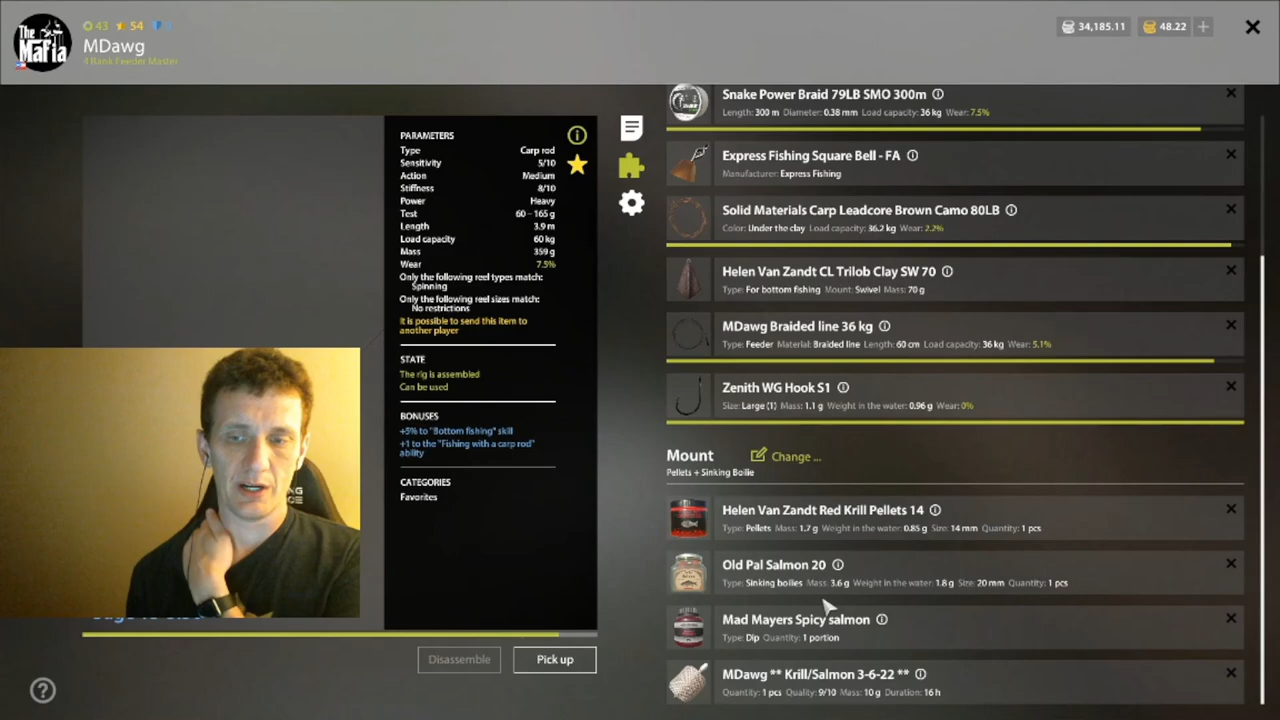 The Mafia
43 54
MDawg
4 Rank Feeder Master
34,185.11 48.22
PARAMETERS
Type Carp rod
Sensitivity 5/10
Action Medium
Stiffness 8/10
Power Heavy
Test 60 - 165 g
Length 3.9 m
Load capacity 60 kg
Mass 359 g
Wear 7.5%
Only the following reel types match:
Spinning
Only the following reel sizes match:
No restrictions
It is possible to send this item to
another player
STATE
The rig is assembled
Can be used
BONUSES
+5% to "Bottom fishing" skill
+1 to the "Fishing with a carp rod"
ability
CATEGORIES
Favorites
Disassemble
Pick up
Snake Power Braid 79LB SMO 300m
Length: 300 m Diameter: 0.38 mm Load capacity: 36 kg Wear: 7.5%
Express Fishing Square Bell - FA
Manufacturer: Express Fishing
Solid Materials Carp Leadcore Brown Camo 80LB
Color: Under the clay Load capacity: 36.2 kg Wear: 2.2%
Helen Van Zandt CL Trilob Clay SW 70
Type: For bottom fishing Mount: Swivel Mass: 70 g
MDawg Braided line 36 kg
Type: Feeder Material: Braided line Length: 60 cm Load capacity: 36 kg Wear: 5.1%
Zenith WG Hook S1
Size: Large (1) Mass: 1.1 g Weight in the water: 0.96 g Wear: 0%
Mount Change ...
Pellets + Sinking Boilie
Helen Van Zandt Red Krill Pellets 14
Type: Pellets Mass: 1.7 g Weight in the water: 0.85 g Size: 14 mm Quantity: 1 pcs
Old Pal Salmon 20
Type: Sinking boilies Mass: 3.6 g Weight in the water: 1.8 g Size: 20 mm Quantity: 1 pcs
Mad Mayers Spicy salmon
Type: Dip Quantity: 1 portion
MDawg ** Krill/Salmon 3-6-22 **
Quantity: 1 pcs Quality: 9/10 Mass: 10 g Duration: 16 h